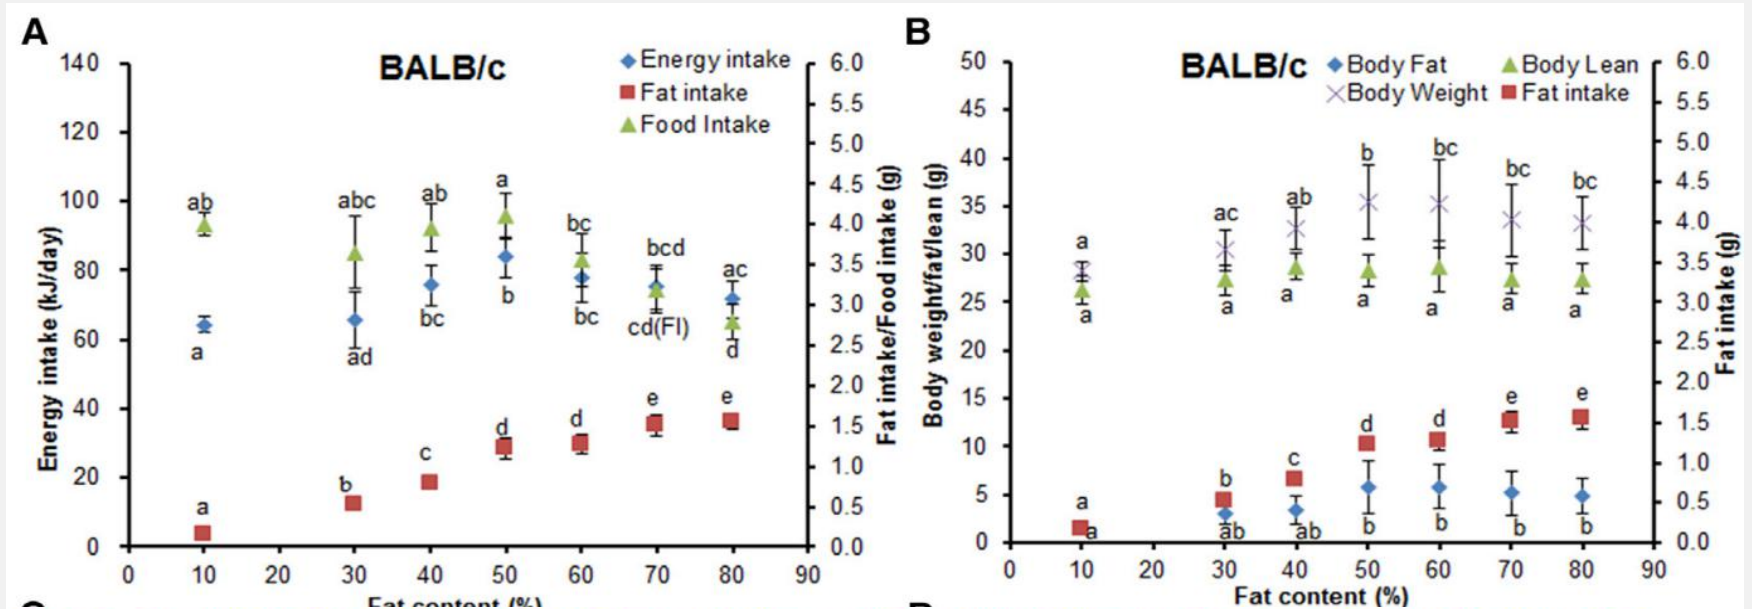 A
BALB/c
Energy intake
Fat intake
Food Intake
Energy intake (kJ/day)
140
120
100
80
60
40
20
0
ab
abc
ab
a
bc
bcd
ac
a
ad
bc
b
bc
cd(FI)
d
a
b
c
d
d
e
e
6.0
5.5
5.0
4.5
4.0
3.5
3.0
2.5
2.0
1.5
1.0
0.5
0.0
Fat intake/Food intake (g)
0 10 20 30 40 50 60 70 80 90
Fat content (%)
B
BALB/c
Body Fat
Body Lean
Body Weight
Fat intake
Body weight/fat/lean (g)
50
45
40
35
30
25
20
15
10
5
0
a
ac
ab
b
bc
bc
bc
a
a
a
a
a
a
a
a
b
c
d
d
e
e
a
ab
ab
b
b
b
b
6.0
5.5
5.0
4.5
4.0
3.5
3.0
2.5
2.0
1.5
1.0
0.5
0.0
Fat intake (g)
0 10 20 30 40 50 60 70 80 90
Fat content (%)